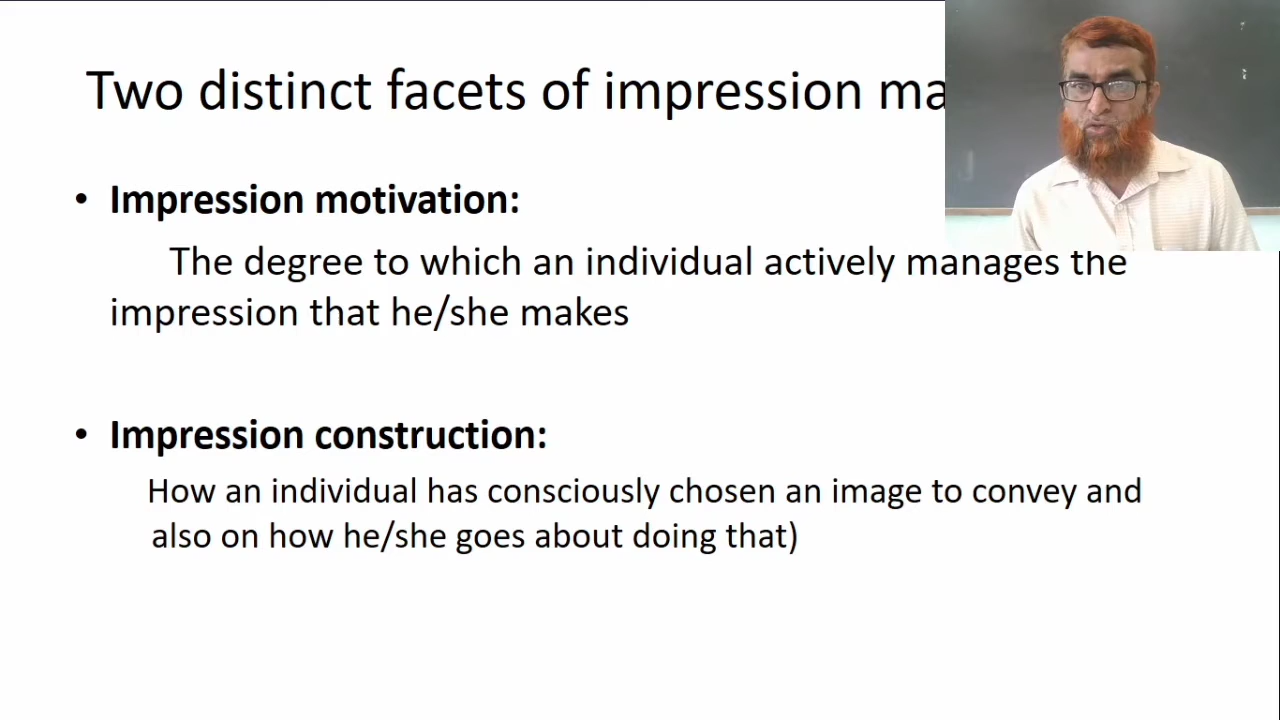 Two distinct facets of impression ma
• Impression motivation:
The degree to which an individual actively manages the
impression that he/she makes
• Impression construction:
How an individual has consciously chosen an image to convey and
also on how he/she goes about doing that)